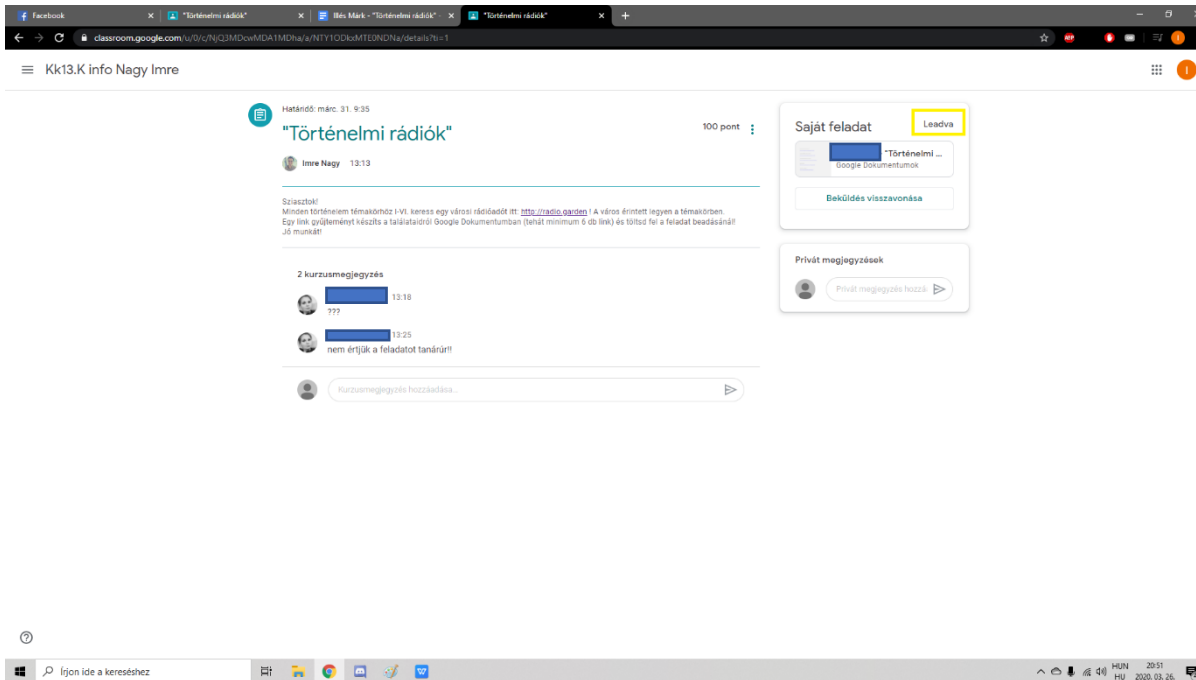 Facebook
"Történelmi rádiók"
Illés Márk - "Történelmi rádiók" -
"Történelmi rádiók"
classroom.google.com/u/0/c/
/details?ti=1
ABP
I
Kk13.K info Nagy Imre
I
Határidő: márc. 31. 9:35
"Történelmi rádiók"
100 pont
Imre Nagy 13:13
Sziasztok!
Minden történelem témakörhöz I-VI. keress egy városi rádióadót itt: http://radio.garden ! A város érintett legyen a témakörben.
Egy link gyűjteményt készíts a találataidról Google Dokumentumban (tehát minimum 6 db link) és töltsd fel a feladat beadásánál!
Jó munkát!
2 kurzusmegjegyzés
13:18
???
13:25
nem értjük a feladatot tanárúr!!
Kurzusmegjegyzés hozzáadása...
Saját feladat
Leadva
"Történelmi ...
Google Dokumentumok
Beküldés visszavonása
Privát megjegyzések
Privát megjegyzés hozzá
Írjon ide a kereséshez
W
HUN
HU
20:51
2020. 03. 26.